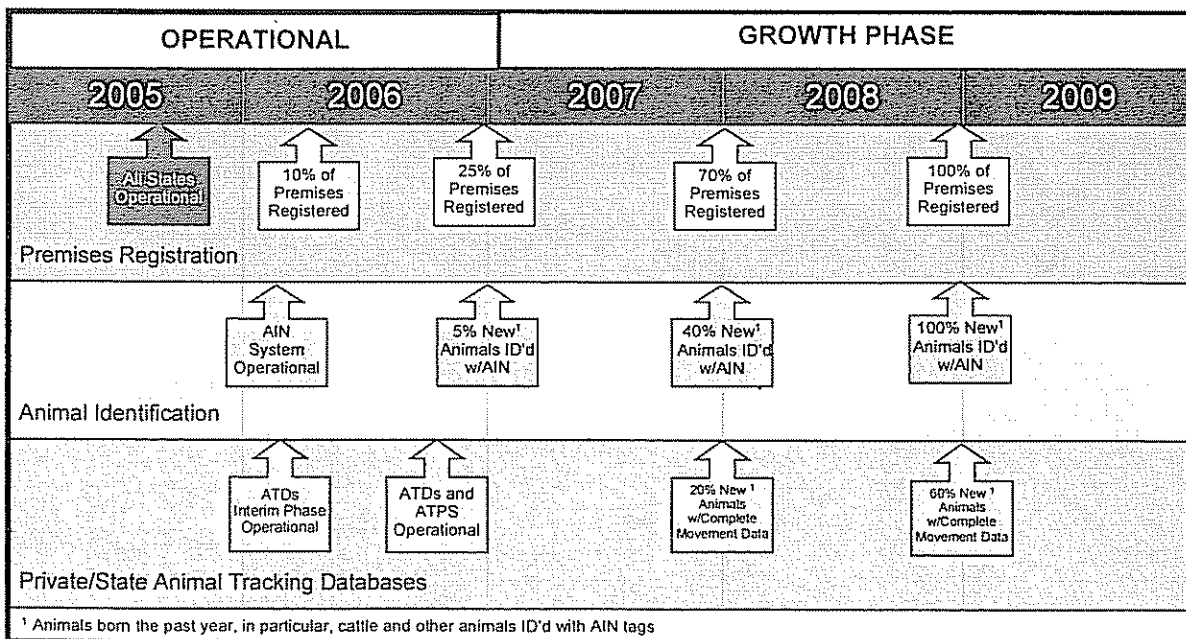 OPERATIONAL
GROWTH PHASE
2005
2006
2007
2008
2009
All States
Operational
10% of
Premises
Registered
25% of
Premises
Registered
70% of
Premises
Registered
100% of
Premises
Registered
Premises Registration
AIN
System
Operational
5% New¹
Animals ID'd
w/AIN
40% New¹
Animals ID'd
w/AIN
100% New¹
Animals ID'd
w/AIN
Animal Identification
ATDs
Interim Phase
Operational
ATDs and
ATPS
Operational
20% New ¹
Animals
w/Complete
Movement Data
60% New ¹
Animals
w/Complete
Movement Data
Private/State Animal Tracking Databases
¹ Animals born the past year, in particular, cattle and other animals ID'd with AIN tags